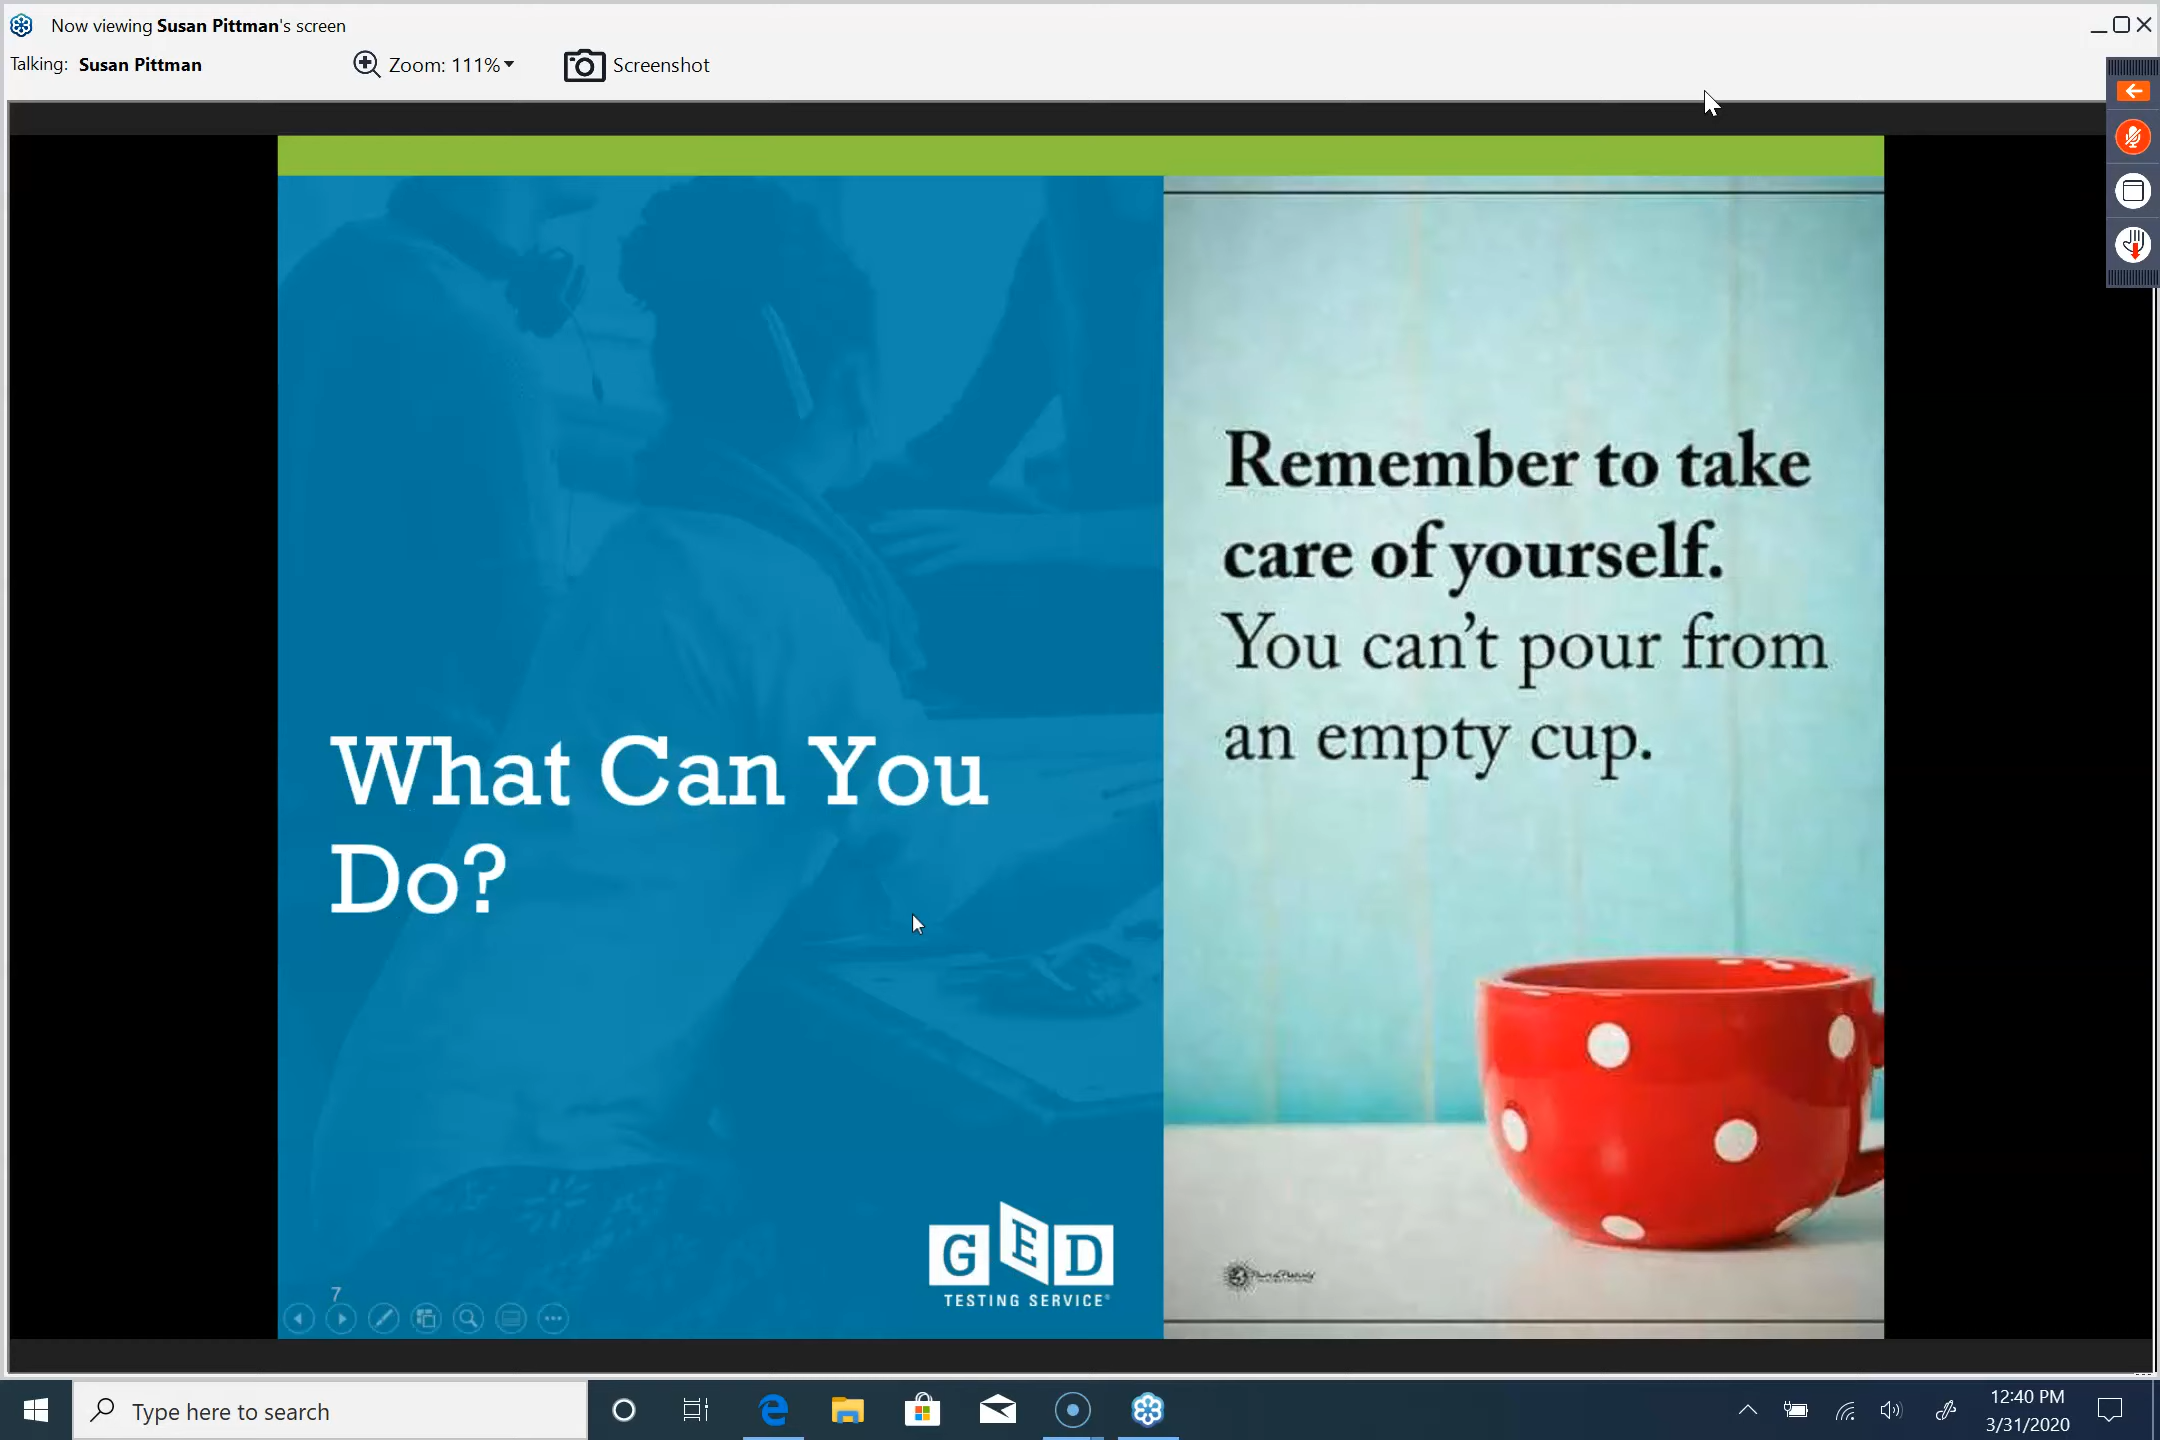 Now viewing Susan Pittman's screen
Talking: Susan Pittman
Zoom: 111%
Screenshot
What Can You
Do?
Remember to take
care of yourself.
You can't pour from
an empty cup.
GED
TESTING SERVICE®
7
Type here to search
12:40 PM
3/31/2020